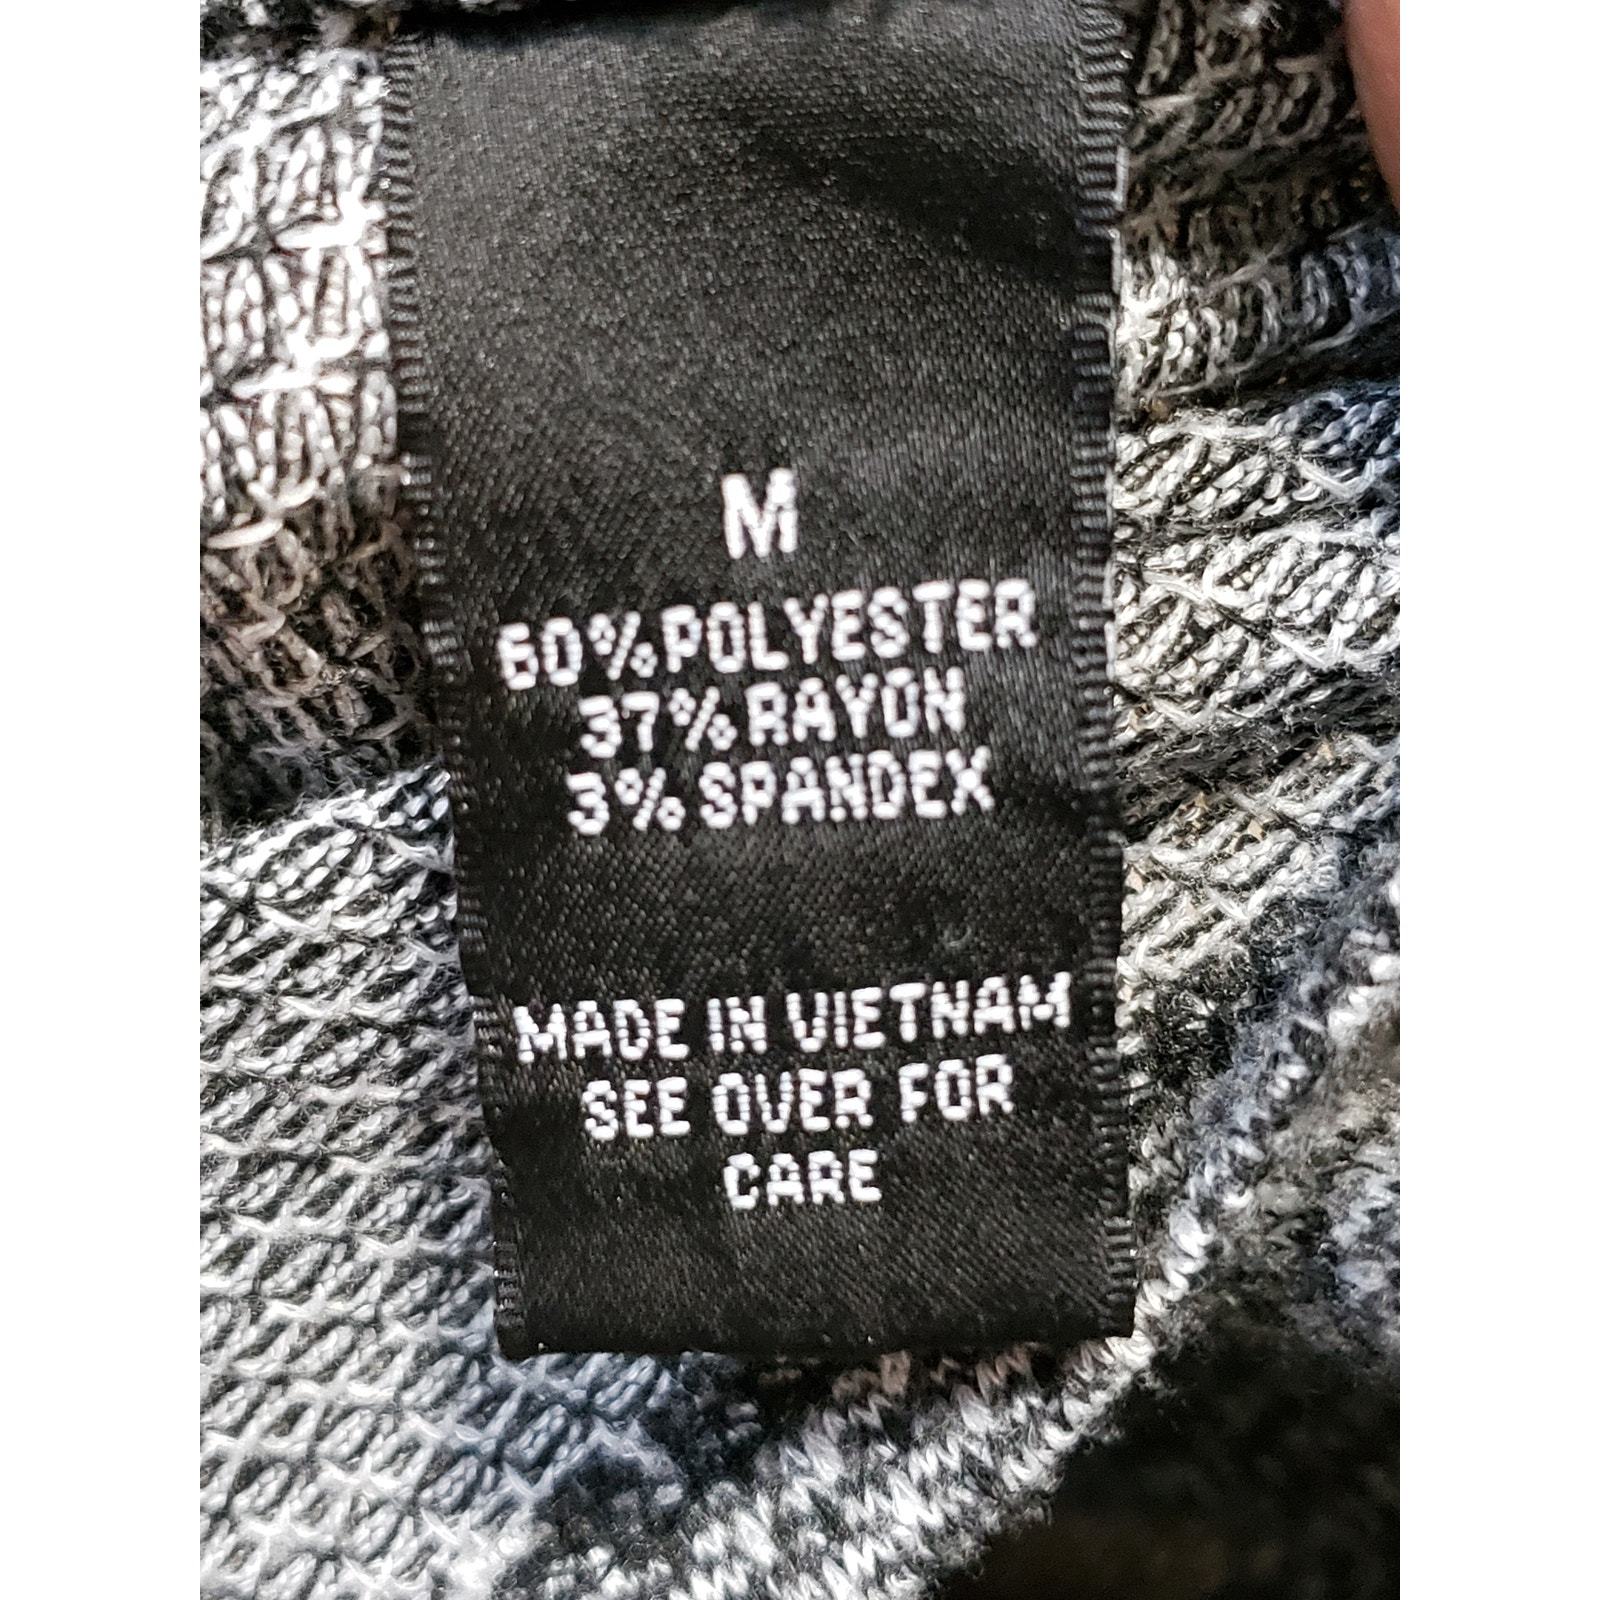 M
60% POLYESTER
37% RAYON
3% SPANDEX
MADE IN VIETNAM
SEE OVER FOR
CARE